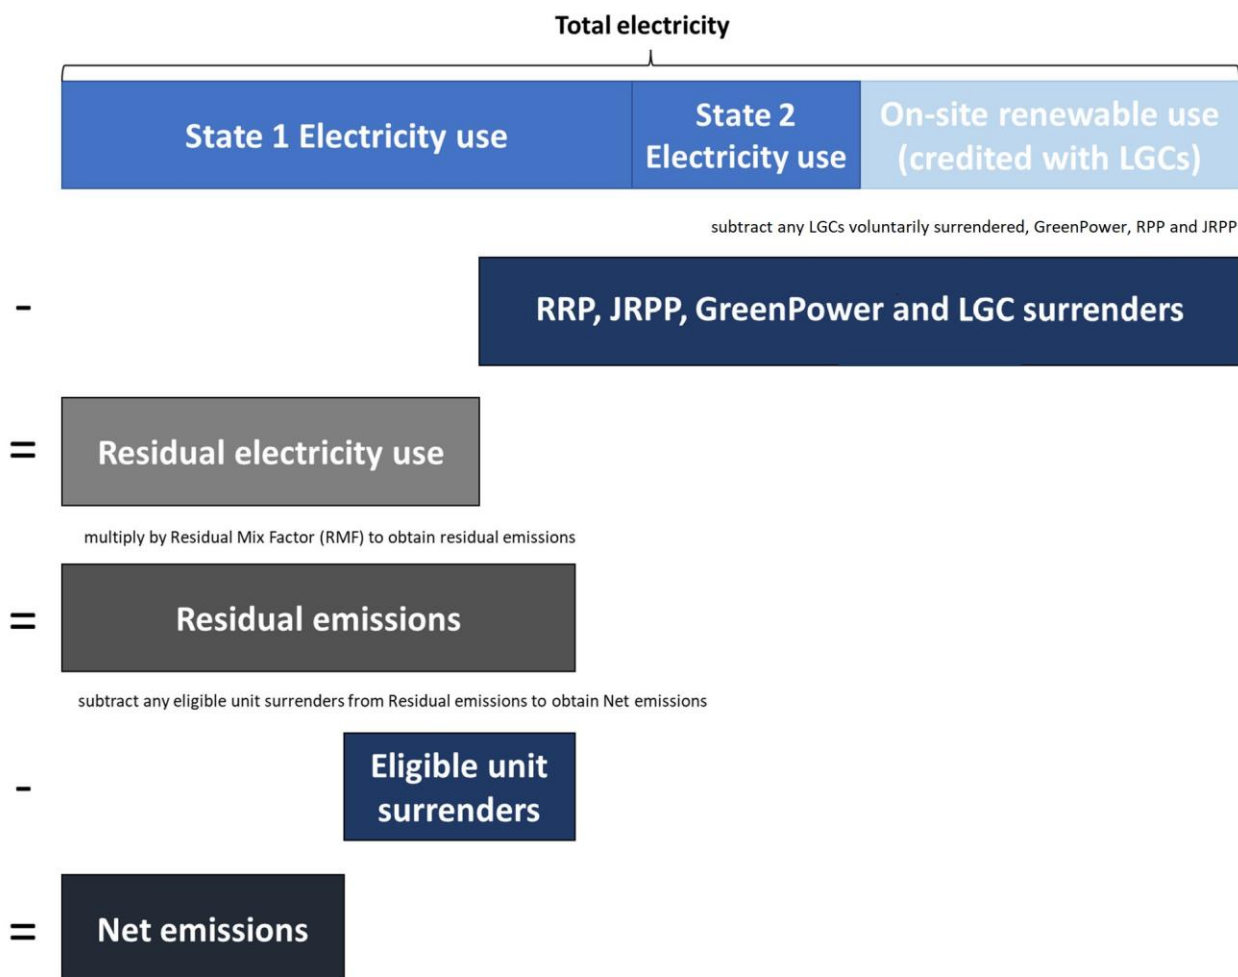 Total electricity
State 1 Electricity use
State 2
Electricity use
On-site renewable use
(credited with LGCs)
subtract any LGCs voluntarily surrendered, GreenPower, RPP and JRPP
-
RRP, JRPP, GreenPower and LGC surrenders
=
Residual electricity use
multiply by Residual Mix Factor (RMF) to obtain residual emissions
=
Residual emissions
subtract any eligible unit surrenders from Residual emissions to obtain Net emissions
-
Eligible unit
surrenders
=
Net emissions